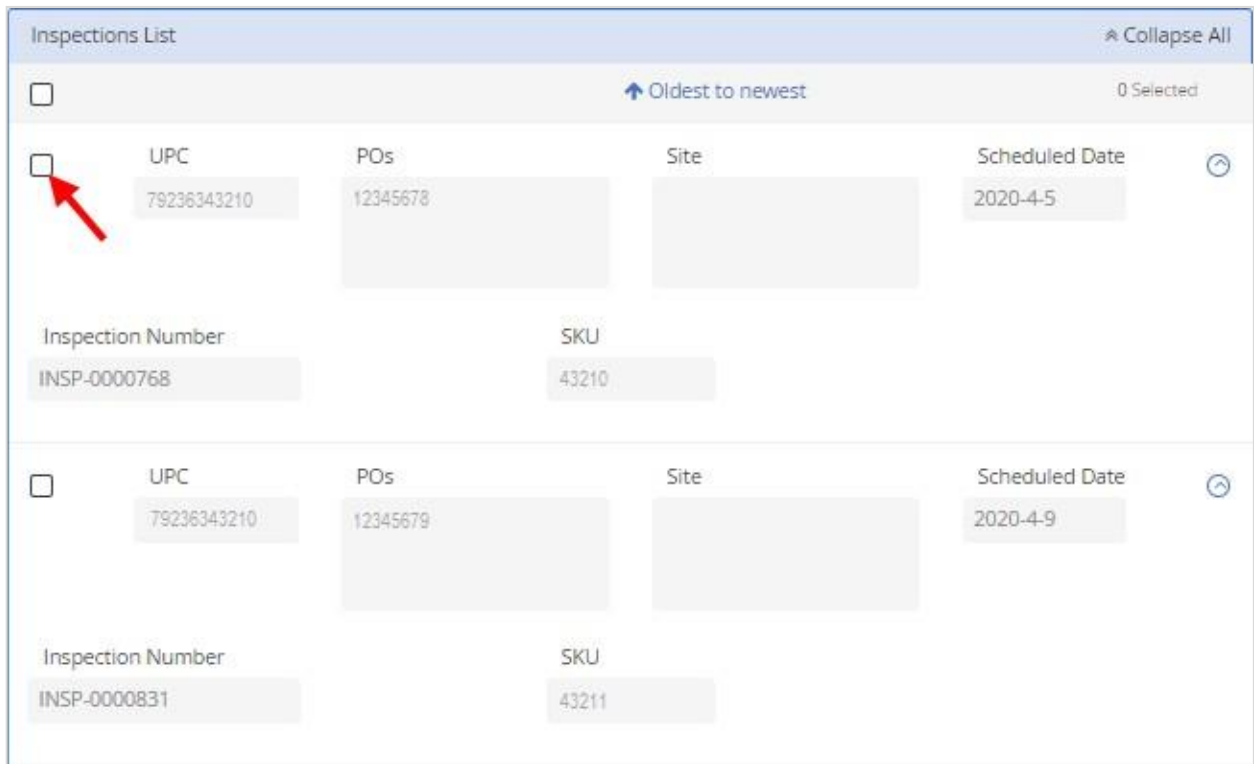 Inspections List Collapse All
Oldest to newest 0 Selected
UPC POs Site Scheduled Date
79236343210 12345678 2020-4-5
Inspection Number SKU
INSP-0000768 43210
UPC POs Site Scheduled Date
79236343210 12345679 2020-4-9
Inspection Number SKU
INSP-0000831 43211